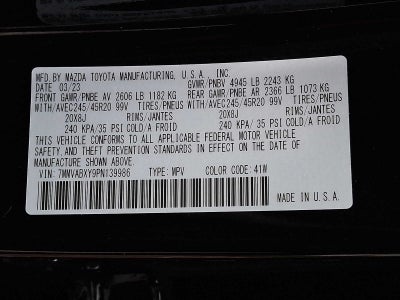 MFD. BY MAZDA TOYOTA MANUFACTURING, U.S.A., INC.
DATE 03/23 GVWR/PNBV 4945 LB 2243 KG
FRONT GAWR/PNBE AV 2606 LB 1182 KG REAR GAWR/PNBE AR 2366 LB 1073 KG
WITH/AVEC245/45R20 99V TIRES/PNEUS WITH/AVEC245/45R20 99V TIRES/PNEUS
20X8J RIMS/JANTES 20X8J RIMS/JANTES
240 KPA/35 PSI COLD/A FROID 240 KPA/35 PSI COLD/A FROID
THIS VEHICLE CONFORMS TO ALL APPLICABLE FEDERAL MOTOR VEHICLE
SAFETY AND THEFT PREVENTION STANDARDS IN EFFECT ON THE DATE OF
MANUFACTURE SHOWN ABOVE.
VIN: 7MMVABXY9PN139986 TYPE: MPV COLOR CODE: 41W
MADE IN U.S.A.